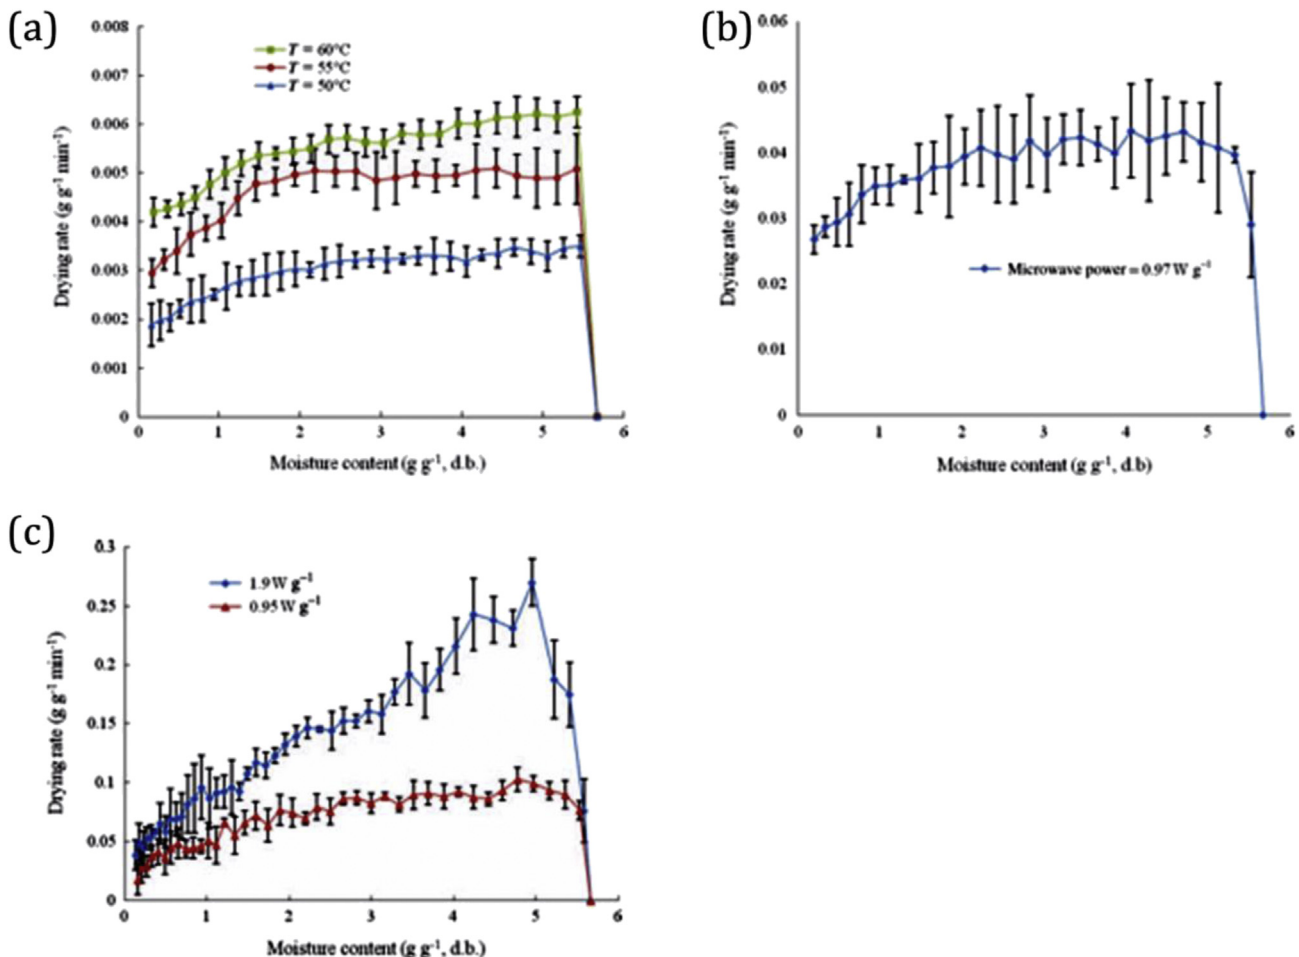 (a)
0.008
0.007
0.006
0.005
0.004
0.003
0.002
0.001
0
Drying rate (g g⁻¹ min⁻¹)
T = 60°C
T = 55°C
T = 50°C
0 1 2 3 4 5 6
Moisture content (g g⁻¹, d.b.)
(b)
0.06
0.05
0.04
0.03
0.02
0.01
0
Drying rate (g g⁻¹ min⁻¹)
Microwave power = 0.97 W g⁻¹
0 1 2 3 4 5 6
Moisture content (g g⁻¹, d.b)
(c)
0.3
0.25
0.2
0.15
0.1
0.05
0
Drying rate (g g⁻¹ min⁻¹)
1.9 W g⁻¹
0.95 W g⁻¹
0 1 2 3 4 5 6
Moisture content (g g⁻¹, d.b.)